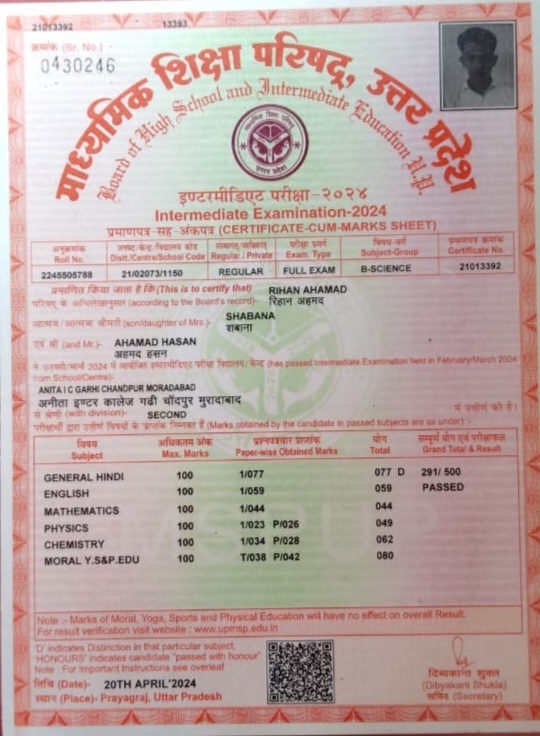 21013392 13393
क्रमांक (Sr. No.)
0430246
माध्यमिक शिक्षा परिषद, उत्तर प्रदेश
Board of High School and Intermediate Education U.P.
इण्टरमीडिएट परीक्षा-२०२४
Intermediate Examination-2024
प्रमाणपत्र-सह-अंकपत्र (CERTIFICATE-CUM-MARKS SHEET)
अनुक्रमांक जनपद/केन्द्र/विद्यालय कोड संस्थागत/व्यक्तिगत परीक्षा प्रवर्ग विषय-वर्ग प्रमाणपत्र क्रमांक
Roll No. Distt./Centre/School Code Regular / Private Exam. Type Subject-Group Certificate No.
2245505788 21/02073/1150 REGULAR FULL EXAM B-SCIENCE 21013392
प्रमाणित किया जाता है कि(This is to certify that) RIHAN AHAMAD
परिषद के अभिलेखानुसार (according to the Board's record)- रिहान अहमद
आत्मज/आत्मजा श्रीमती (son/daughter of Mrs.)- SHABANA
शबाना
एवं श्री (and Mr.)- AHAMAD HASAN
अहमद हसन
ने फरवरी/मार्च 2024 में आयोजित इण्टरमीडिएट परीक्षा विद्यालय/केन्द्र (has passed Intermediate Examination held in February/March 2024
from School/Centre)-
ANITA I C GARHI CHANDPUR MORADABAD
अनीता इण्टर कालेज गढी चाँदपुर मुरादाबाद
से श्रेणी (with division)- SECOND में उत्तीर्ण की है।
परीक्षार्थी द्वारा उत्तीर्ण विषयों के प्राप्तांक निम्नवत हैं (Marks obtained by the candidate in passed subjects are as under) :-
विषय अधिकतम अंक प्रश्नपत्रवार प्राप्तांक योग सम्पूर्ण योग एवं परीक्षाफल
Subject Max. Marks Paper-wise Obtained Marks Total Grand Total & Result
GENERAL HINDI 100 1/077 077 D 291/ 500
ENGLISH 100 1/059 059 PASSED
MATHEMATICS 100 1/044 044
PHYSICS 100 1/023 P/026 049
CHEMISTRY 100 1/034 P/028 062
MORAL Y.S&P.EDU 100 T/038 P/042 080
Note :- Marks of Moral, Yoga, Sports and Physical Education will have no effect on overall Result.
For result verification visit website : www.upmsp.edu.in
'D' indicates Distinction in that particular subject,
'HONOURS' indicates candidate "passed with honour"
Note : For Important Instructions see overleaf
तिथि (Date)- 20TH APRIL'2024
स्थान (Place)- Prayagraj, Uttar Pradesh
दिव्यकान्त शुक्ल
(Dibyakant Shukla)
सचिव (Secretary)